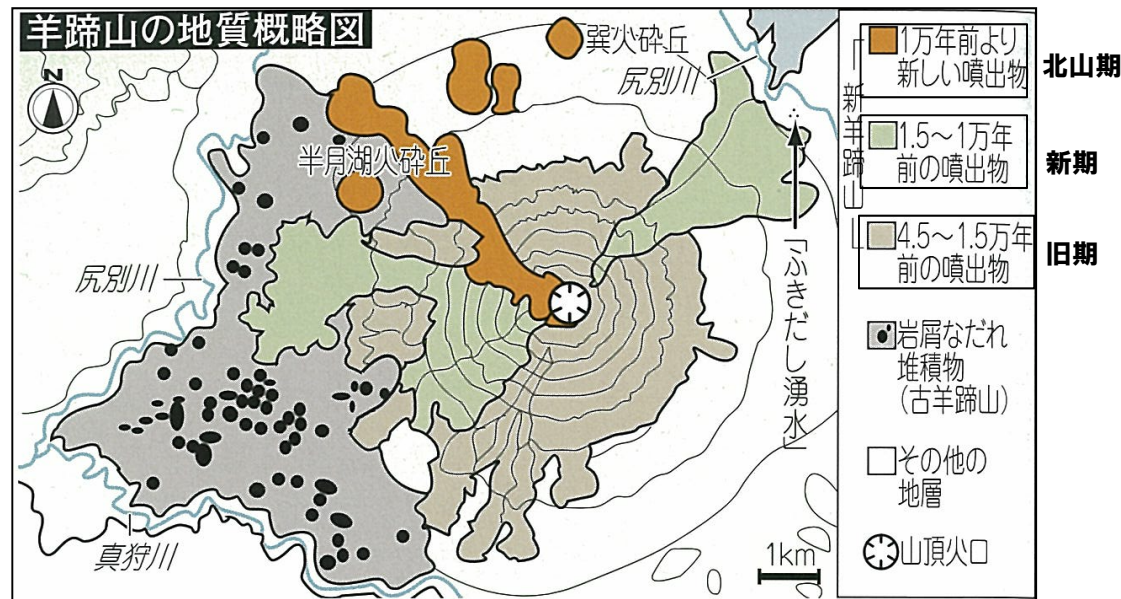 羊蹄山の地質概略図
N
巽火砕丘
尻別川
半月湖火砕丘
尻別川
真狩川
「ふきだし湧水」
1km
新羊蹄山
1万年前より
新しい噴出物
北山期
1.5～1万年
前の噴出物
新期
4.5～1.5万年
前の噴出物
旧期
岩屑なだれ
堆積物
(古羊蹄山)
その他の
地層
山頂火口